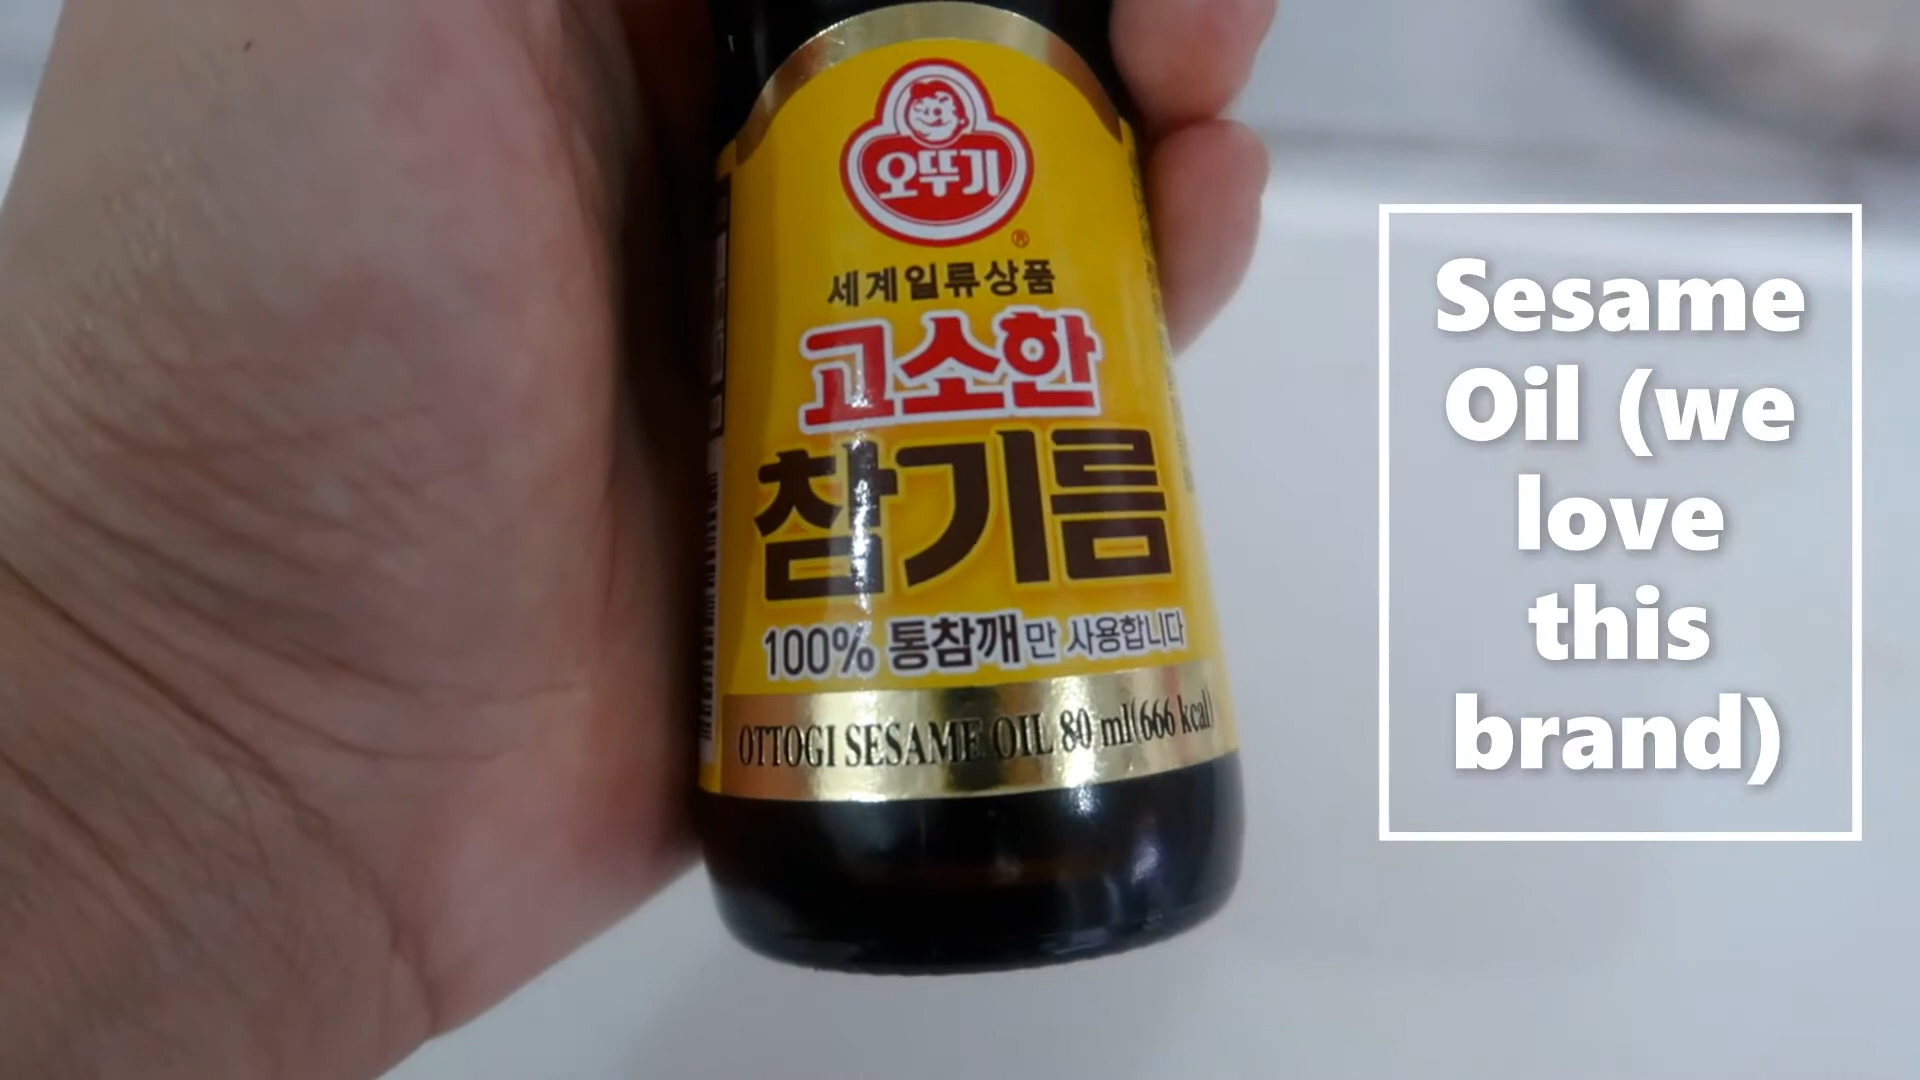 오뚜기
®
세계일류상품
고소한
참기름
100% 통참깨만 사용합니다
OTTOGI SESAME OIL 80 ml(666 kcal)
Sesame
Oil (we
love
this
brand)